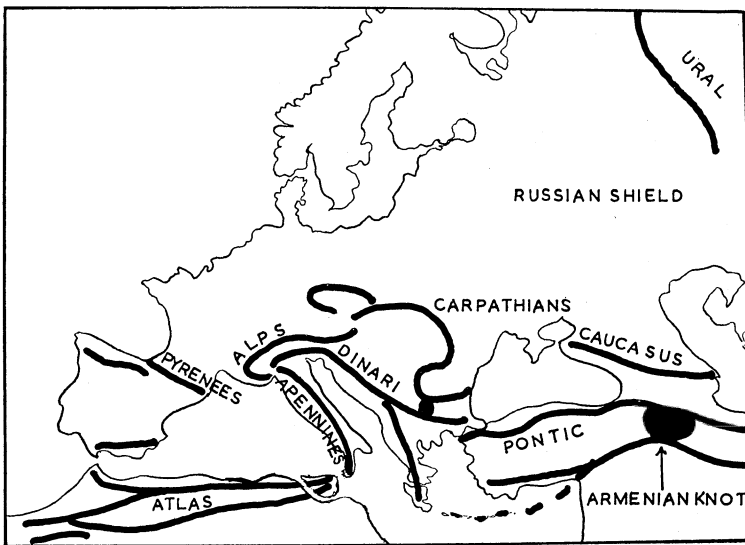 URAL
RUSSIAN SHIELD
CARPATHIANS
ALPS
DINARI
CAUCASUS
PYRENEES
APENNINES
PONTIC
ATLAS
ARMENIAN KNOT